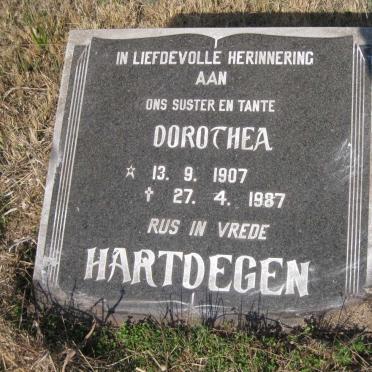 IN LIEFDEVOLLE HERINNERING
AAN
ONS SUSTER EN TANTE
DOROTHEA
☆ 13. 9. 1907
✝ 27. 4. 1987
RUS IN VREDE
HARTDEGEN